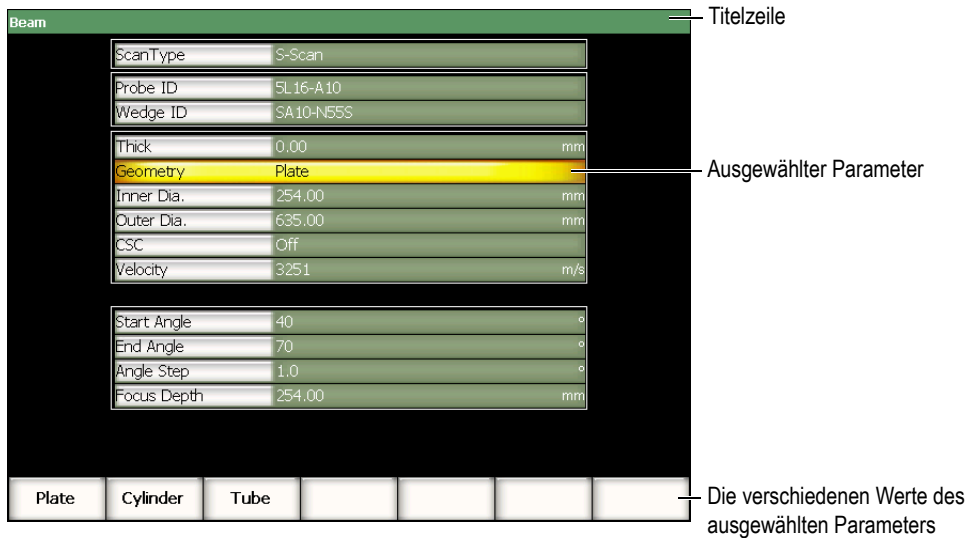 Beam
Titelzeile
ScanType S-Scan
Probe ID 5L16-A10
Wedge ID SA10-N55S
Thick 0.00 mm
Geometry Plate
Ausgewählter Parameter
Inner Dia. 254.00 mm
Outer Dia. 635.00 mm
CSC Off
Velocity 3251 m/s
Start Angle 40 °
End Angle 70 °
Angle Step 1.0 °
Focus Depth 254.00 mm
Plate Cylinder Tube
Die verschiedenen Werte des
ausgewählten Parameters